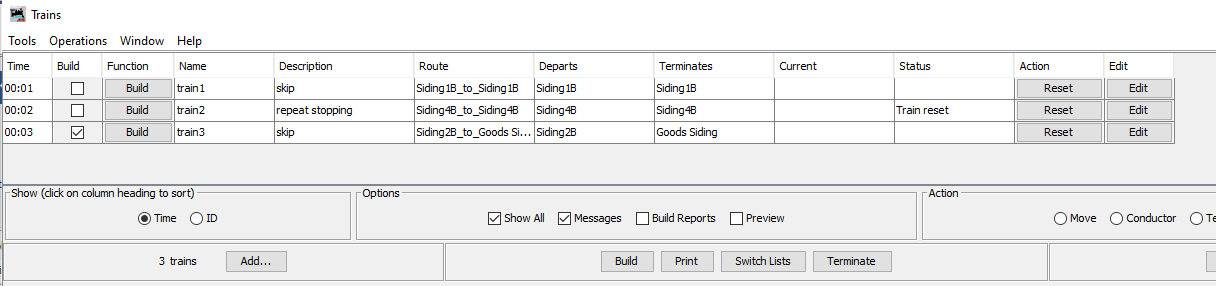 Trains
Tools Operations Window Help
Time Build Function Name Description Route Departs Terminates Current Status Action Edit
00:01 Build train1 skip Siding1B_to_Siding1B Siding1B Siding1B Reset Edit
00:02 Build train2 repeat stopping Siding4B_to_Siding4B Siding4B Siding4B Train reset Reset Edit
00:03 Build train3 skip Siding2B_to_Goods Si... Siding2B Goods Siding Reset Edit
Show (click on column heading to sort) Options Action
Time ID Show All Messages Build Reports Preview Move Conductor Te
3 trains Add... Build Print Switch Lists Terminate